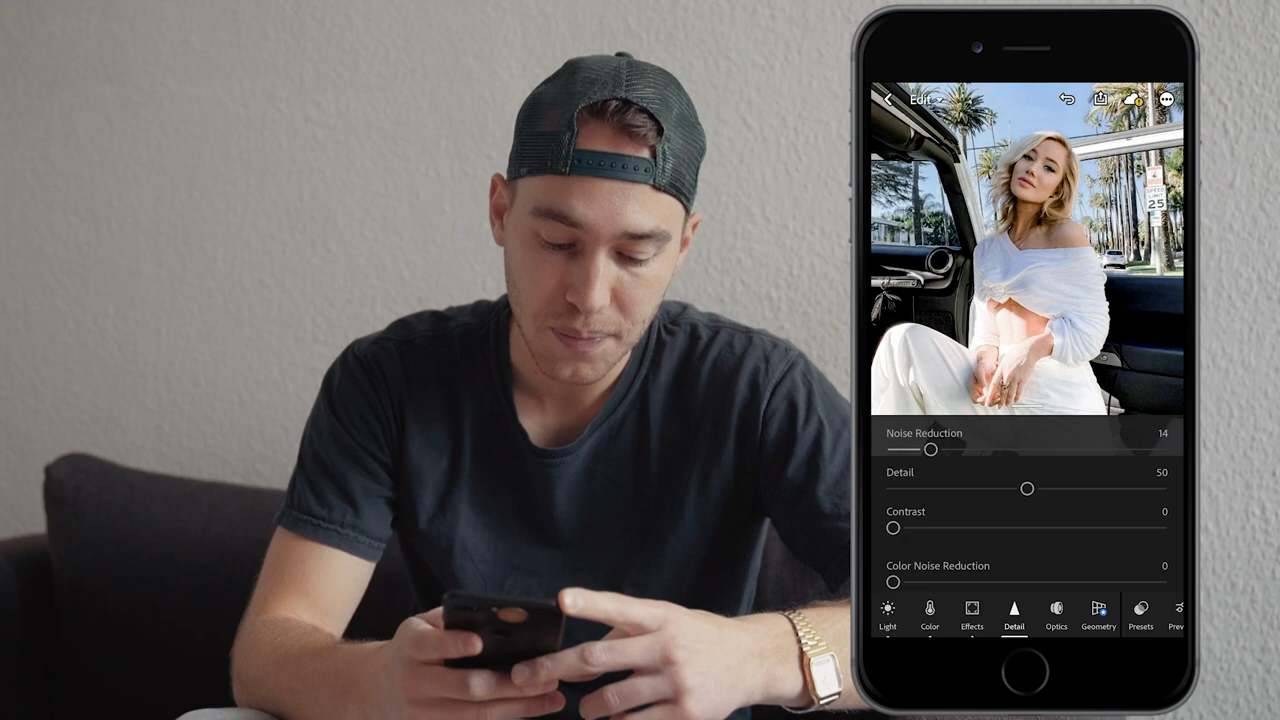 Edit
SPEED
LIMIT
25
Noise Reduction 14
Detail 50
Contrast 0
Color Noise Reduction 0
Light Color Effects Detail Optics Geometry Presets Prev